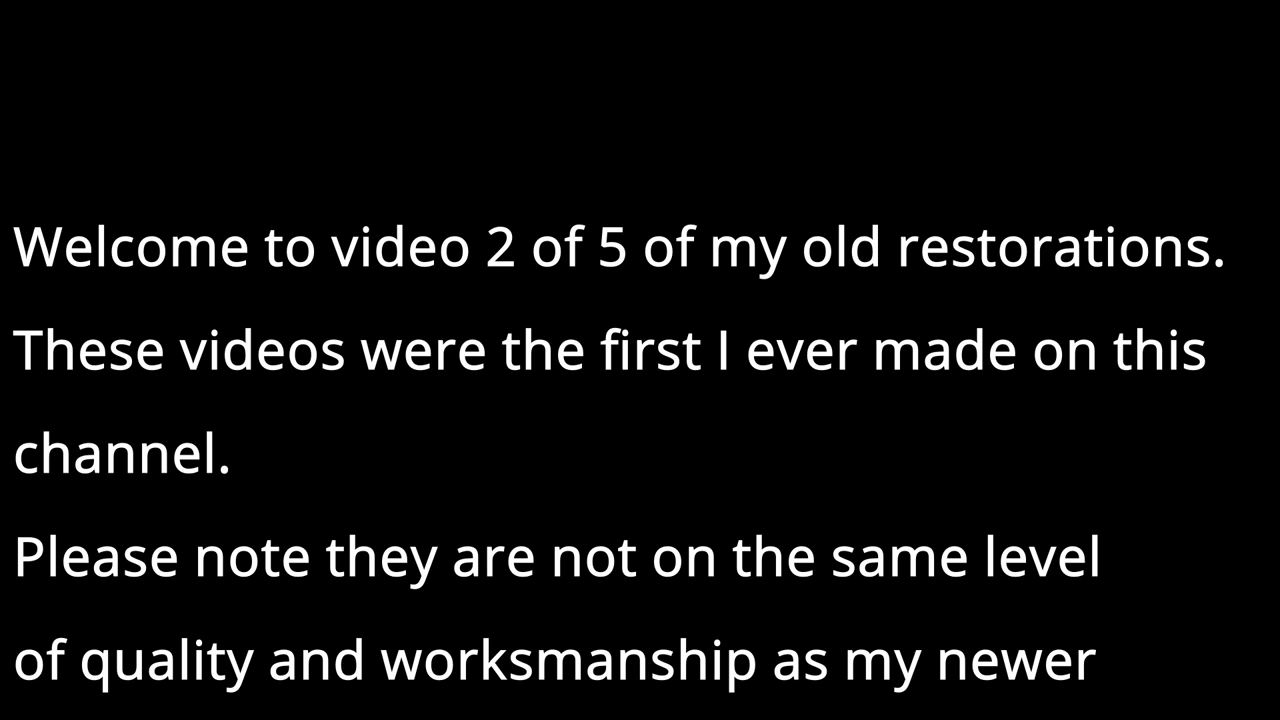 Welcome to video 2 of 5 of my old restorations.
These videos were the first I ever made on this
channel.
Please note they are not on the same level
of quality and worksmanship as my newer